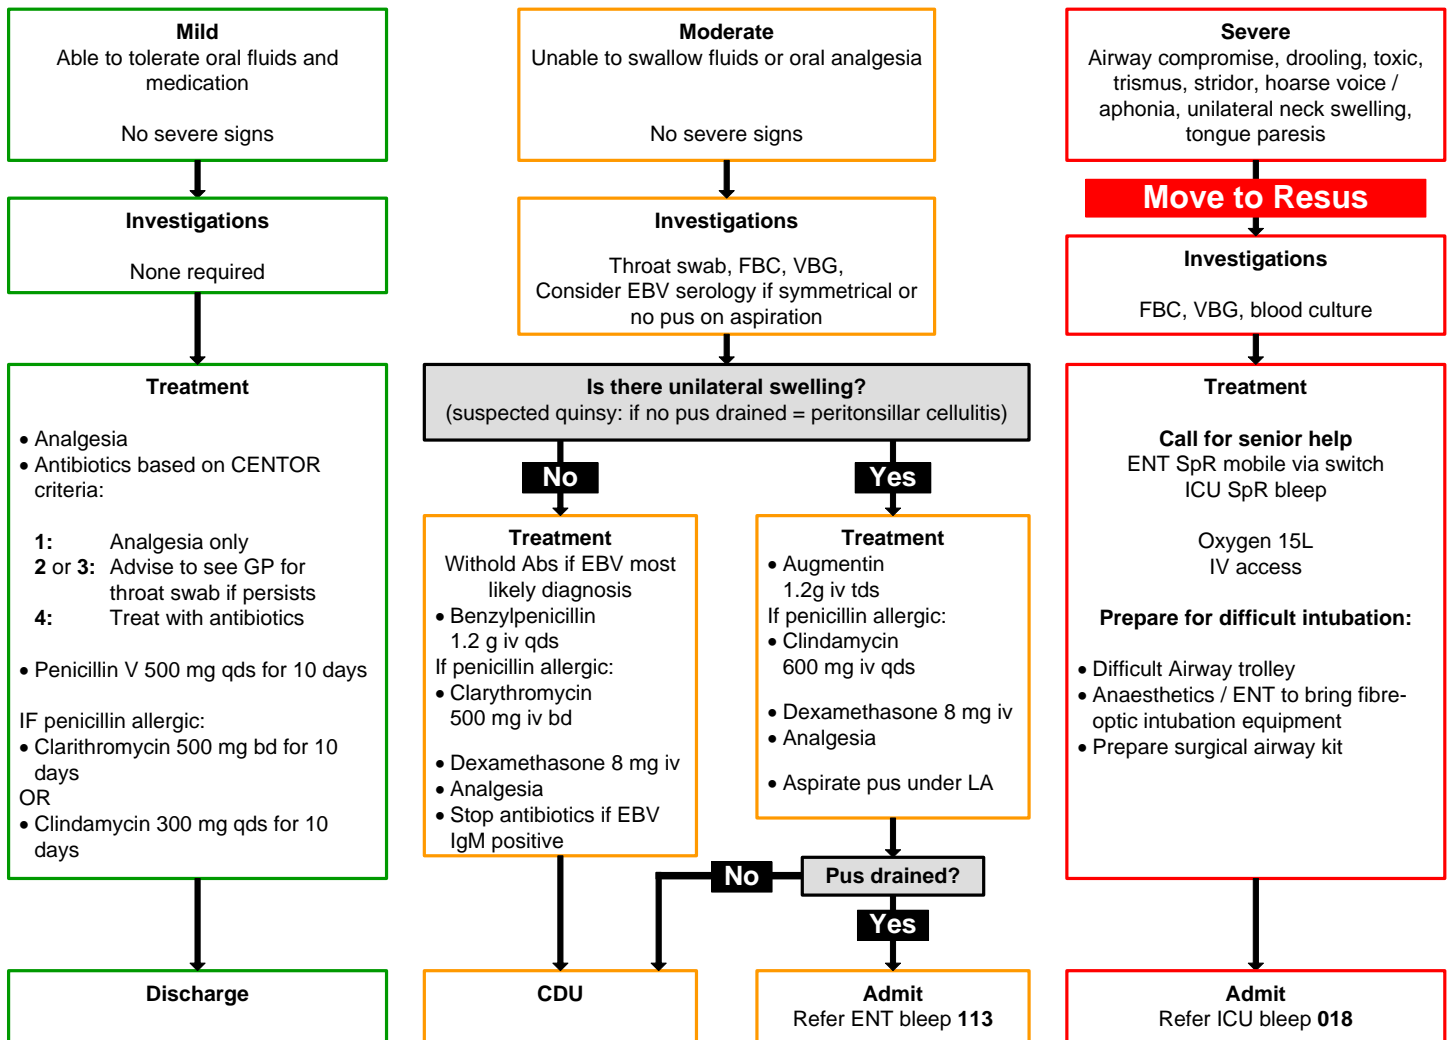 Mild
Able to tolerate oral fluids and
medication
No severe signs
Investigations
None required
Treatment
• Analgesia
• Antibiotics based on CENTOR
criteria:
1: Analgesia only
2 or 3: Advise to see GP for
throat swab if persists
4: Treat with antibiotics
• Penicillin V 500 mg qds for 10 days
IF penicillin allergic:
• Clarithromycin 500 mg bd for 10
days
OR
• Clindamycin 300 mg qds for 10
days
Discharge
Moderate
Unable to swallow fluids or oral analgesia
No severe signs
Investigations
Throat swab, FBC, VBG,
Consider EBV serology if symmetrical or
no pus on aspiration
Is there unilateral swelling?
(suspected quinsy: if no pus drained = peritonsillar cellulitis)
No
Treatment
Withold Abs if EBV most
likely diagnosis
• Benzylpenicillin
1.2 g iv qds
If penicillin allergic:
• Clarythromycin
500 mg iv bd
• Dexamethasone 8 mg iv
• Analgesia
• Stop antibiotics if EBV
IgM positive
Yes
Treatment
• Augmentin
1.2g iv tds
If penicillin allergic:
• Clindamycin
600 mg iv qds
• Dexamethasone 8 mg iv
• Analgesia
• Aspirate pus under LA
Pus drained?
No
Yes
CDU
Admit
Refer ENT bleep 113
Severe
Airway compromise, drooling, toxic,
trismus, stridor, hoarse voice /
aphonia, unilateral neck swelling,
tongue paresis
Move to Resus
Investigations
FBC, VBG, blood culture
Treatment
Call for senior help
ENT SpR mobile via switch
ICU SpR bleep
Oxygen 15L
IV access
Prepare for difficult intubation:
• Difficult Airway trolley
• Anaesthetics / ENT to bring fibre-
optic intubation equipment
• Prepare surgical airway kit
Admit
Refer ICU bleep 018